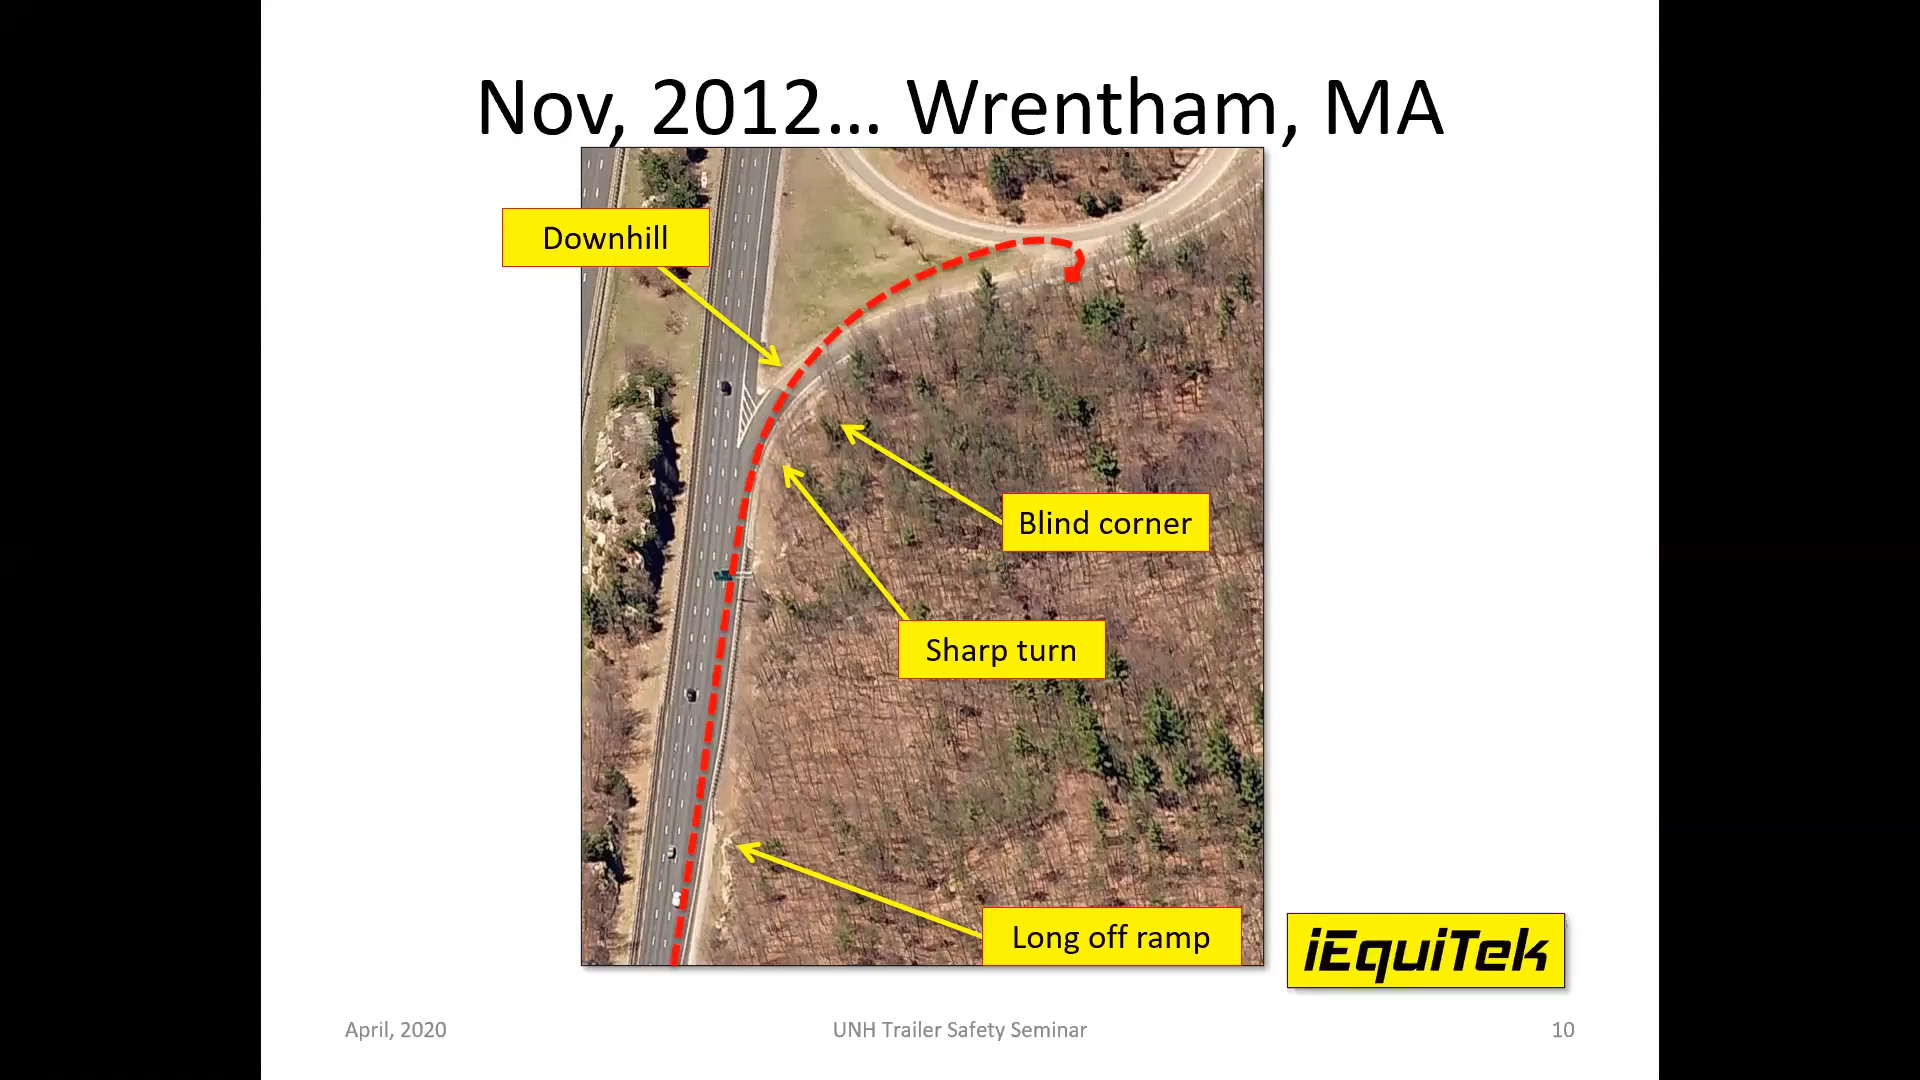 Nov, 2012… Wrentham, MA
Downhill
Blind corner
Sharp turn
Long off ramp
iEquiTek
April, 2020
UNH Trailer Safety Seminar
10